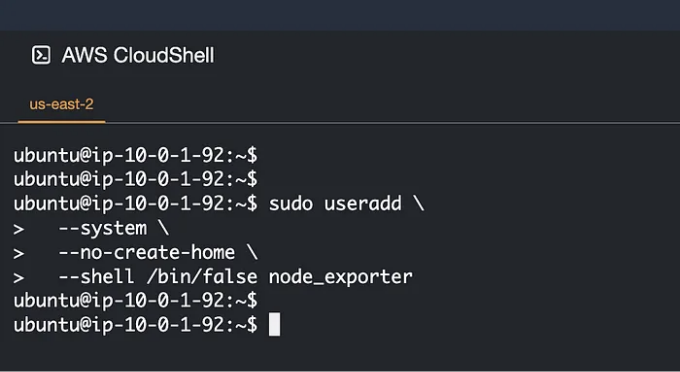 AWS CloudShell
us-east-2
ubuntu@ip-10-0-1-92:~$
ubuntu@ip-10-0-1-92:~$
ubuntu@ip-10-0-1-92:~$ sudo useradd \
>   --system \
>   --no-create-home \
>   --shell /bin/false node_exporter
ubuntu@ip-10-0-1-92:~$
ubuntu@ip-10-0-1-92:~$